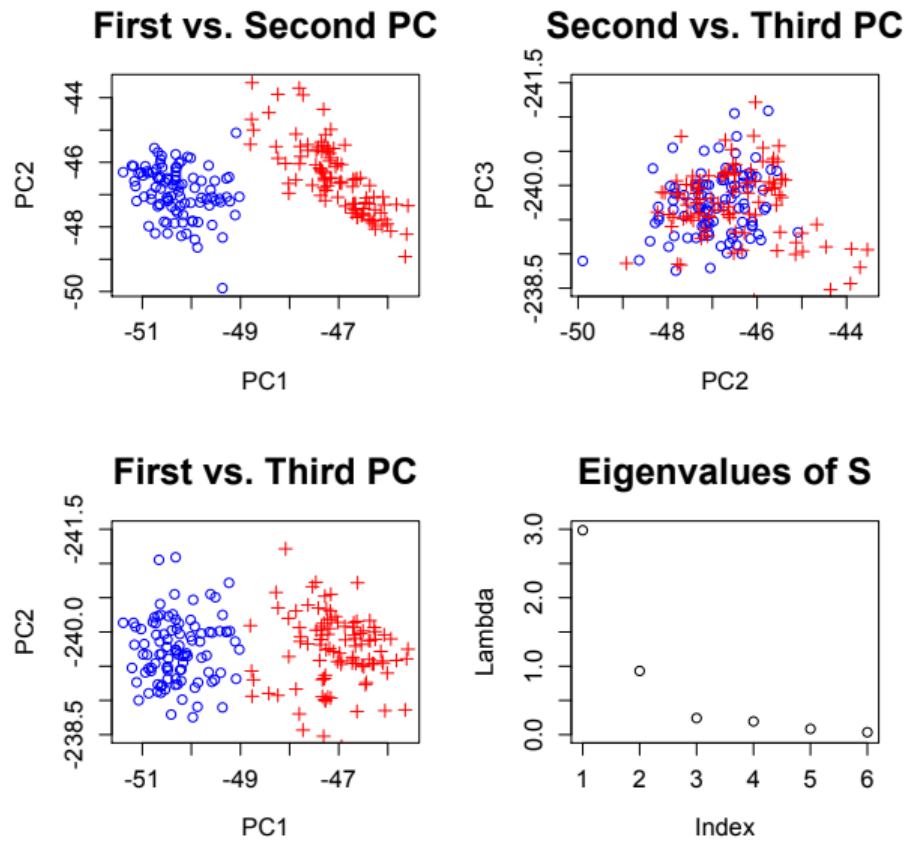 First vs. Second PC
PC2
-44
-46
-48
-50
-51
-49
-47
PC1
Second vs. Third PC
PC3
-241.5
-240.0
-238.5
-50
-48
-46
-44
PC2
First vs. Third PC
PC2
-241.5
-240.0
-238.5
-51
-49
-47
PC1
Eigenvalues of S
Lambda
3.0
2.0
1.0
0.0
1 2 3 4 5 6
Index